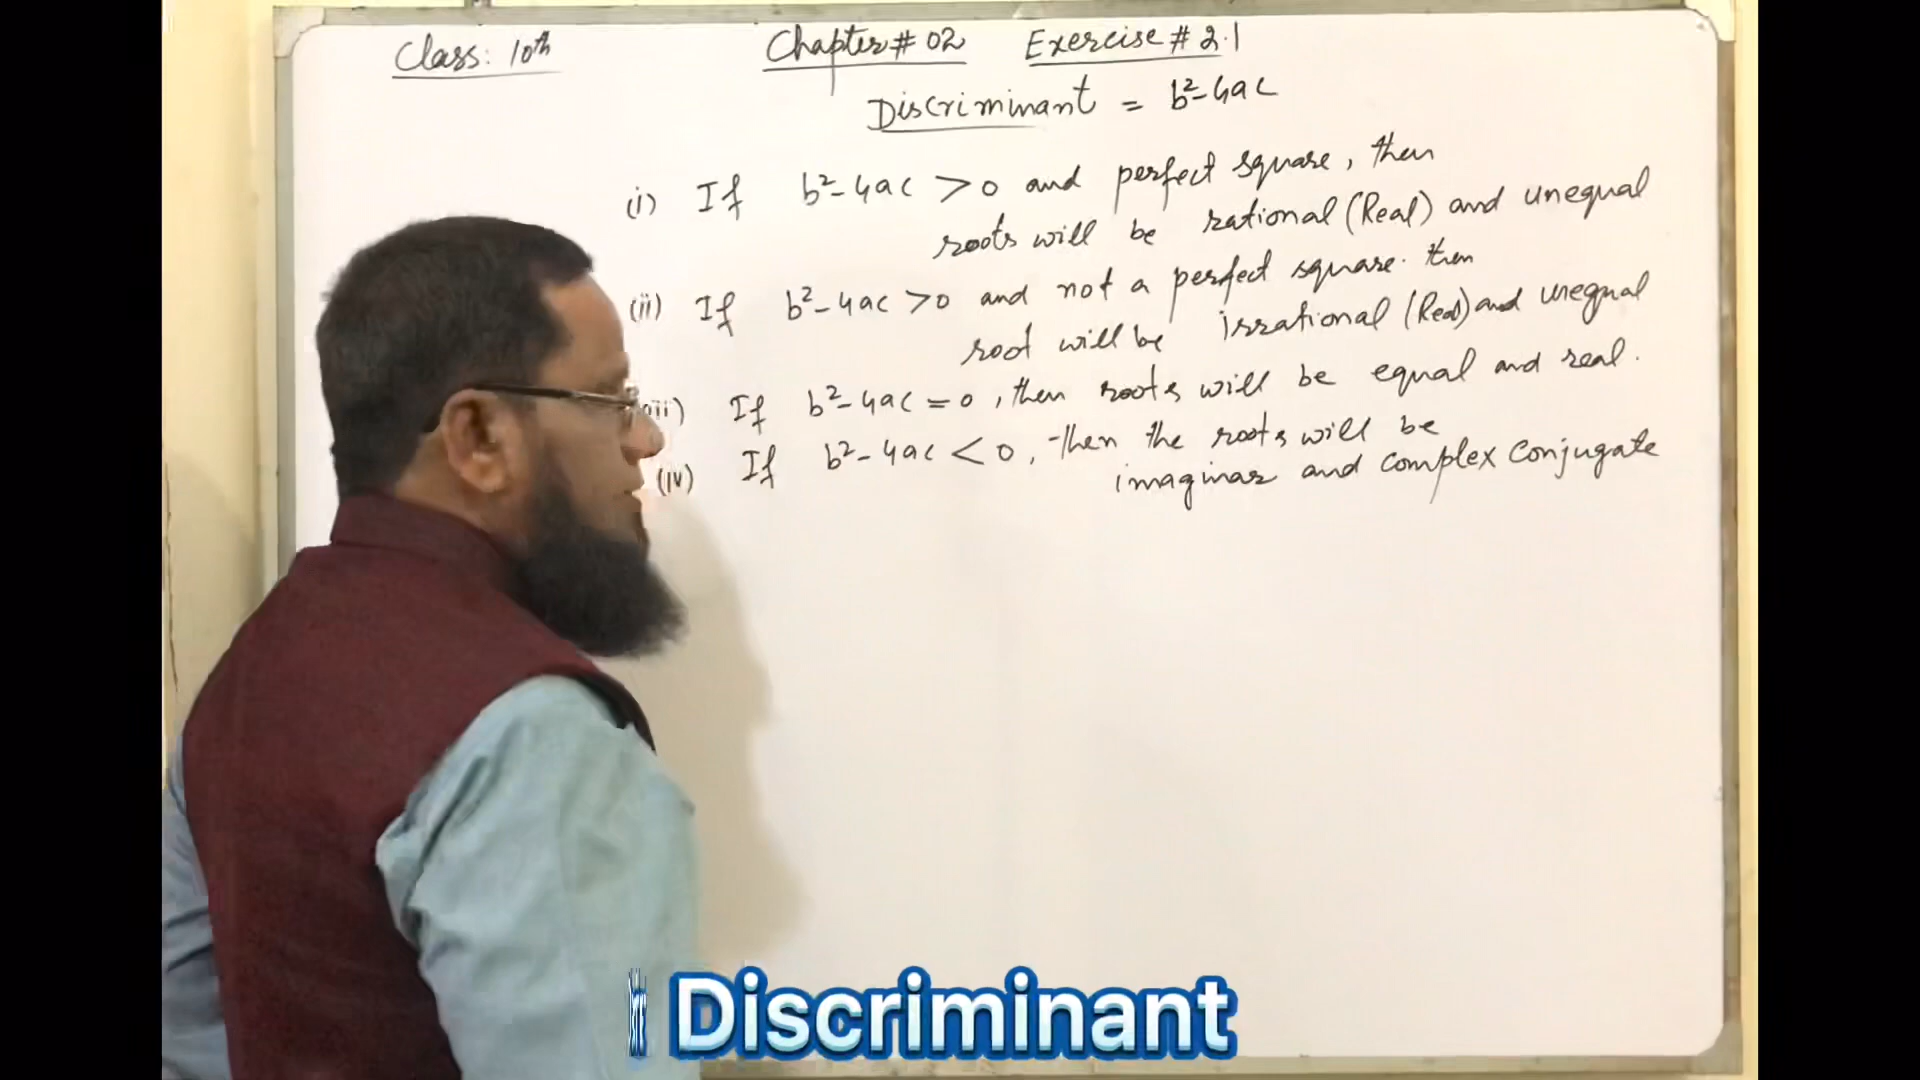 Class: 10th
Chapter # 02 Exercise # 2.1
Discriminant = b²-4ac
(i) If b²-4ac >0 and perfect square, then
roots will be rational (Real) and unequal
(ii) If b²-4ac >0 and not a perfect square. then
root will be irrational (Real) and unequal
iii) If b²-4ac = 0, then roots will be equal and real.
(iv) If b²-4ac < 0, then the roots will be
imaginar and complex conjugate
Discriminant